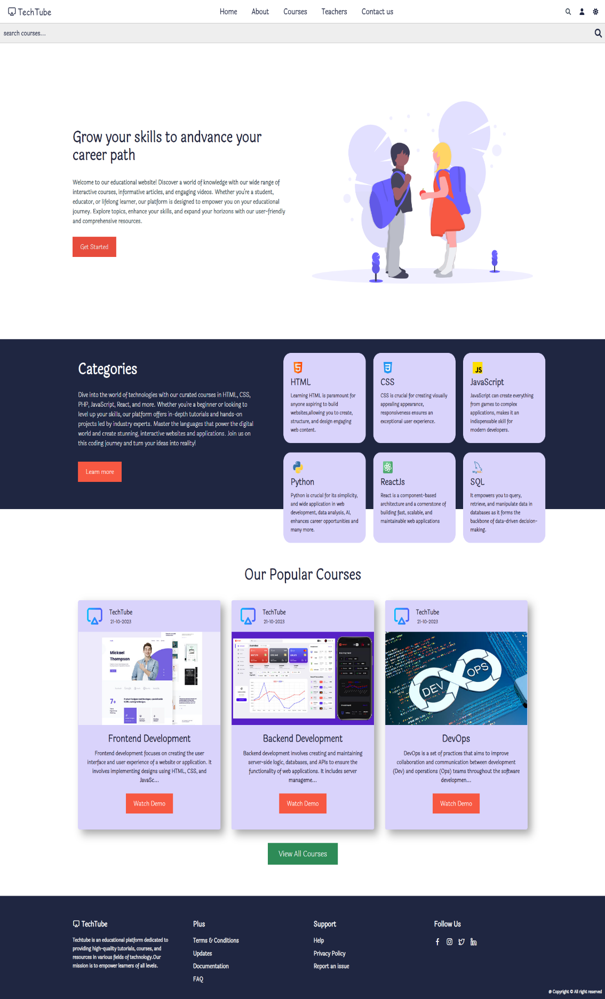 TechTube
Home
About
Courses
Teachers
Contact us
search courses...
Grow your skills to andvance your
career path
Welcome to our educational website! Discover a world of knowledge with our wide range of
interactive courses, informative articles, and engaging videos. Whether you're a student,
educator, or lifelong learner, our platform is designed to empower you on your educational
journey. Explore topics, enhance your skills, and expand your horizons with our user-friendly
and comprehensive resources.
Get Started
Categories
Dive into the world of technologies with our curated courses in HTML, CSS,
PHP, JavaScript, React, and more. Whether you're a beginner or looking to
level up your skills, our platform offers in-depth tutorials and hands-on
projects led by industry experts. Master the languages that power the digital
world and create stunning, interactive websites and applications. Join us on
this coding journey and turn your ideas into reality!
Learn more
HTML
Learning HTML is paramount for
anyone aspiring to build
websites,allowing you to create,
structure, and design engaging
web content.
CSS
CSS is crucial for creating visually
appealing appearance,
responsiveness ensures an
exceptional user experience.
JS
JavaScript
JavaScript can create everything
from games to complex
applications, makes it an
indispensable skill for
modern developers.
Python
Python is crucial for its simplicity,
and wide application in web
development, data analysis, AI,
enhances career opportunities and
many more.
ReactJs
React is a component-based
architecture and a cornerstone of
building fast, scalable, and
maintainable web applications
MySQL
SQL
It empowers you to query,
retrieve, and manipulate data in
databases as it forms the
backbone of data-driven decision-
making.
Our Popular Courses
TechTube
21-10-2023
Mickael
Thompson
7+
Frontend Development
Frontend development focuses on creating the user
interface and user experience of a website or application. It
involves implementing designs using HTML, CSS, and
JavaSc...
Watch Demo
TechTube
21-10-2023
Overview
Investment
Backend Development
Backend development involves creating and maintaining
server-side logic, databases, and APIs to ensure the
functionality of web applications. It includes server
manageme...
Watch Demo
TechTube
21-10-2023
DEV
OPS
DevOps
DevOps is a set of practices that aims to improve
collaboration and communication between development
(Dev) and operations (Ops) teams throughout the software
developmen...
Watch Demo
View All Courses
TechTube
Techtube is an educational platform dedicated to
providing high-quality tutorials, courses, and
resources in various fields of technology.Our
mission is to empower learners of all levels.
Plus
Terms & Conditions
Updates
Documentation
FAQ
Support
Help
Privacy Policy
Report an issue
Follow Us
@ Copyright © All right reserved